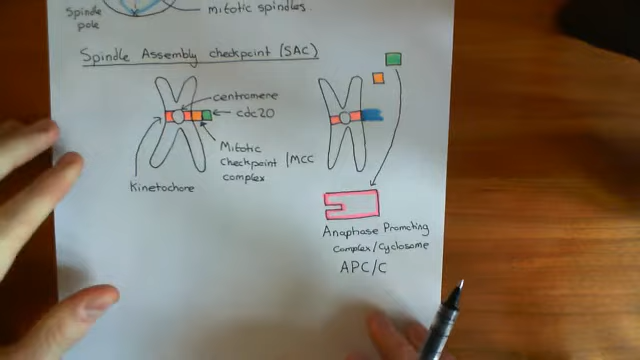 Spindle
pole
mitotic spindles
Spindle Assembly checkpoint (SAC)
centromere
cdc20
Mitotic
checkpoint /MCC
complex
Kinetochore
Anaphase Promoting
Complex/Cyclosome
APC/C